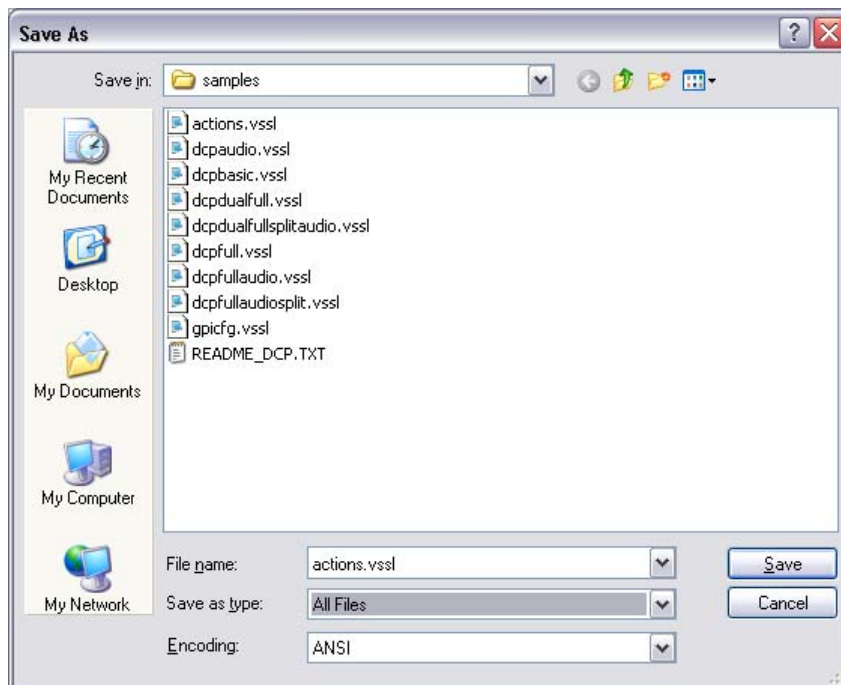 Save As
Save in:
samples
My Recent
Documents
Desktop
My Documents
My Computer
My Network
actions.vssl
dcpaudio.vssl
dcpbasic.vssl
dcpdualfull.vssl
dcpdualfullsplitaudio.vssl
dcpfull.vssl
dcpfullaudio.vssl
dcpfullaudiosplit.vssl
gpicfg.vssl
README_DCP.TXT
File name:
actions.vssl
Save
Save as type:
All Files
Cancel
Encoding:
ANSI